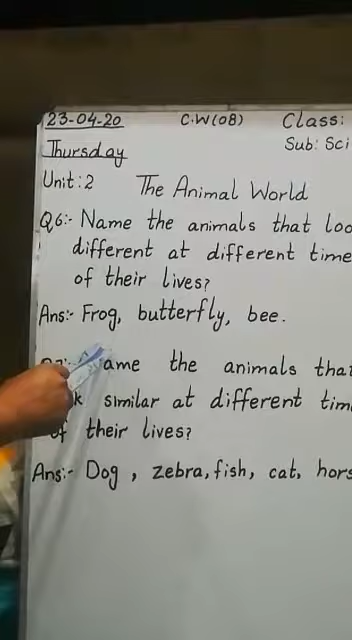 23-04-20 C.W(08) Class:
Thursday Sub: Sci
Unit:2 The Animal World
Q6:- Name the animals that loo
different at different time
of their lives?
Ans:- Frog, butterfly, bee.
ame the animals that
k similar at different tim
of their lives?
Ans:- Dog, zebra, fish, cat, hors